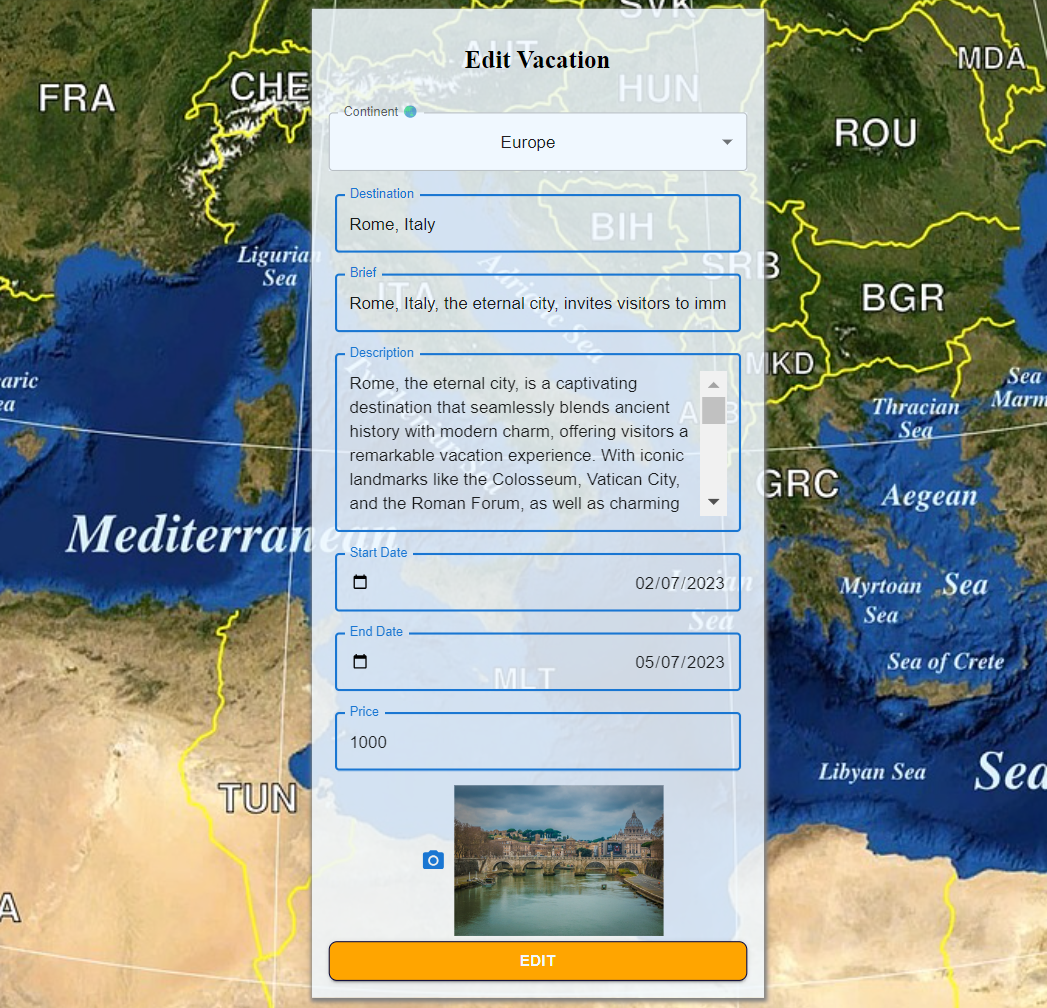 Edit Vacation
Continent
Europe
Destination
Rome, Italy
Brief
Rome, Italy, the eternal city, invites visitors to imm
Description
Rome, the eternal city, is a captivating
destination that seamlessly blends ancient
history with modern charm, offering visitors a
remarkable vacation experience. With iconic
landmarks like the Colosseum, Vatican City,
and the Roman Forum, as well as charming
Start Date
02/07/2023
End Date
05/07/2023
Price
1000
EDIT
SVK
AUT
HUN
MDA
FRA
CHE
ROU
BIH
SRB
Ligurian
Sea
ITA
Adriatic Sea
BGR
MKD
aric
ea
Tyrrhenian Sea
Sea
Marm
Thracian
Sea
GRC
Aegean
Sea
Mediterranean
Myrtoan
Sea
Ionian
Sea
Sea of Crete
MLT
TUN
Libyan Sea
Sea
A